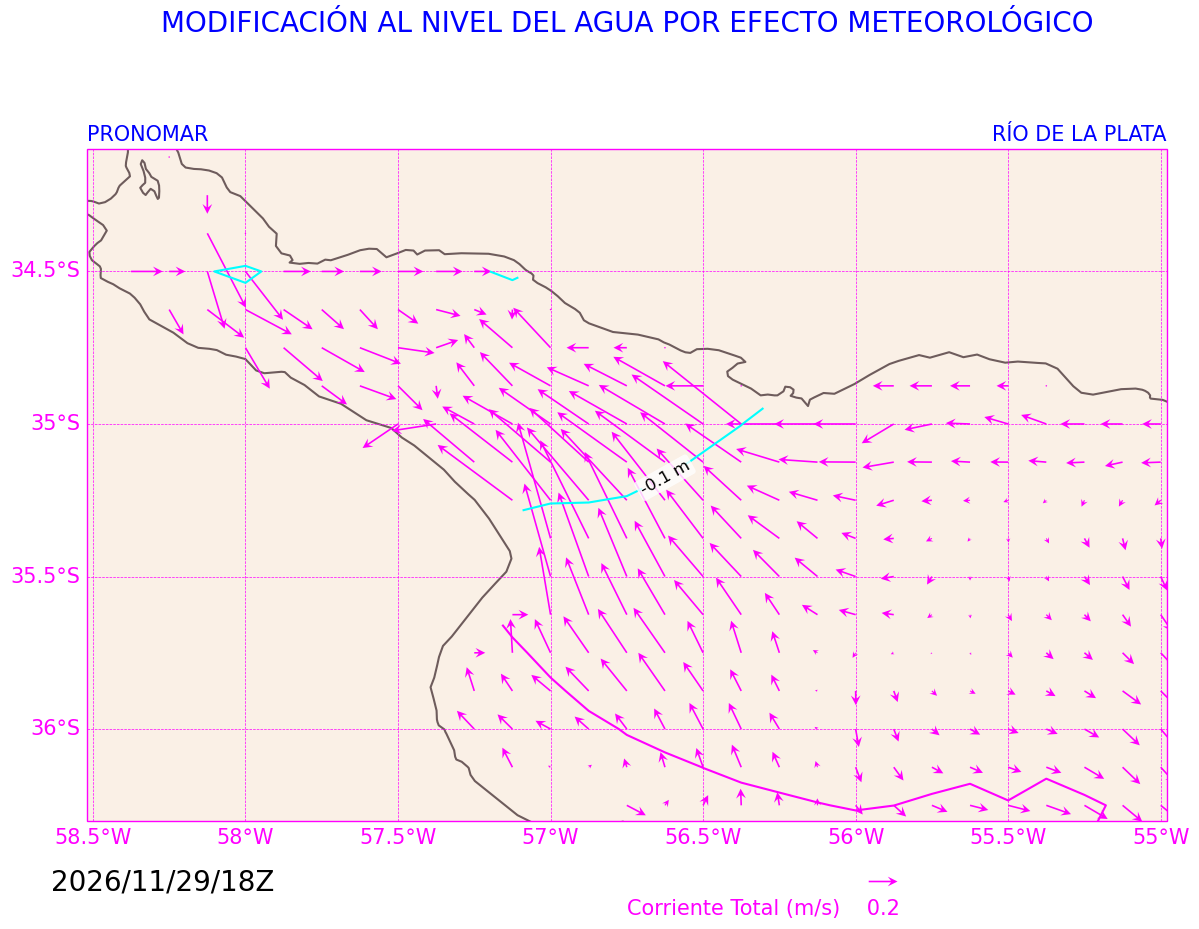 MODIFICACIÓN AL NIVEL DEL AGUA POR EFECTO METEOROLÓGICO
PRONOMAR
RÍO DE LA PLATA
34.5°S
35°S
35.5°S
36°S
-0.1 m
58.5°W
58°W
57.5°W
57°W
56.5°W
56°W
55.5°W
55°W
2026/11/29/18Z
Corriente Total (m/s) 0.2